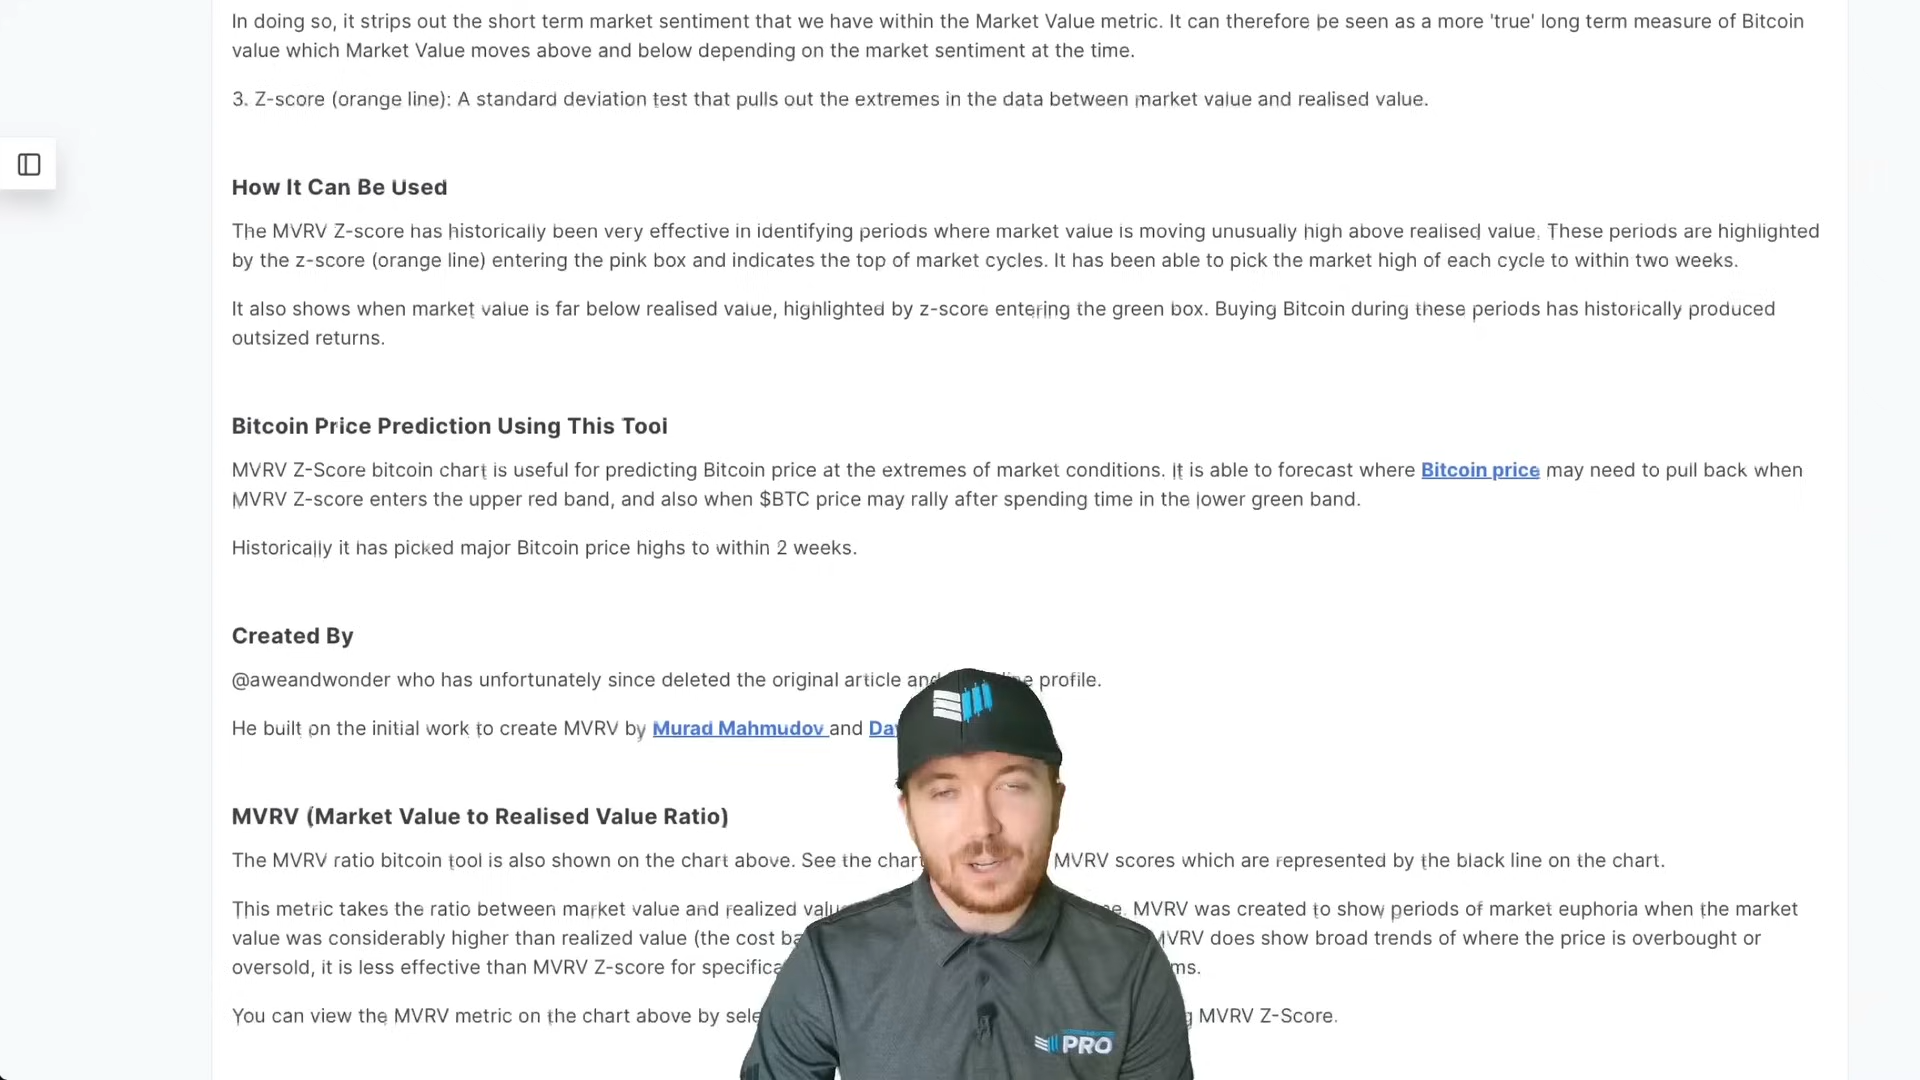 In doing so, it strips out the short term market sentiment that we have within the Market Value metric. It can therefore be seen as a more 'true' long term measure of Bitcoin
value which Market Value moves above and below depending on the market sentiment at the time.
3. Z-score (orange line): A standard deviation test that pulls out the extremes in the data between market value and realised value.
How It Can Be Used
The MVRV Z-score has historically been very effective in identifying periods where market value is moving unusually high above realised value. These periods are highlighted
by the z-score (orange line) entering the pink box and indicates the top of market cycles. It has been able to pick the market high of each cycle to within two weeks.
It also shows when market value is far below realised value, highlighted by z-score entering the green box. Buying Bitcoin during these periods has historically produced
outsized returns.
Bitcoin Price Prediction Using This Tool
MVRV Z-Score bitcoin chart is useful for predicting Bitcoin price at the extremes of market conditions. It is able to forecast where Bitcoin price may need to pull back when
MVRV Z-score enters the upper red band, and also when $BTC price may rally after spending time in the lower green band.
Historically it has picked major Bitcoin price highs to within 2 weeks.
Created By
@aweandwonder who has unfortunately since deleted the original article and profile.
He built on the initial work to create MVRV by Murad Mahmudov and
MVRV (Market Value to Realised Value Ratio)
The MVRV ratio bitcoin tool is also shown on the chart above. See the MVRV scores which are represented by the black line on the chart.
This metric takes the ratio between market value and realized MVRV was created to show periods of market euphoria when the market
value was considerably higher than realized value (the cost MVRV does show broad trends of where the price is overbought or
oversold, it is less effective than MVRV Z-score for
You can view the MVRV metric on the chart above by MVRV Z-Score.
PRO